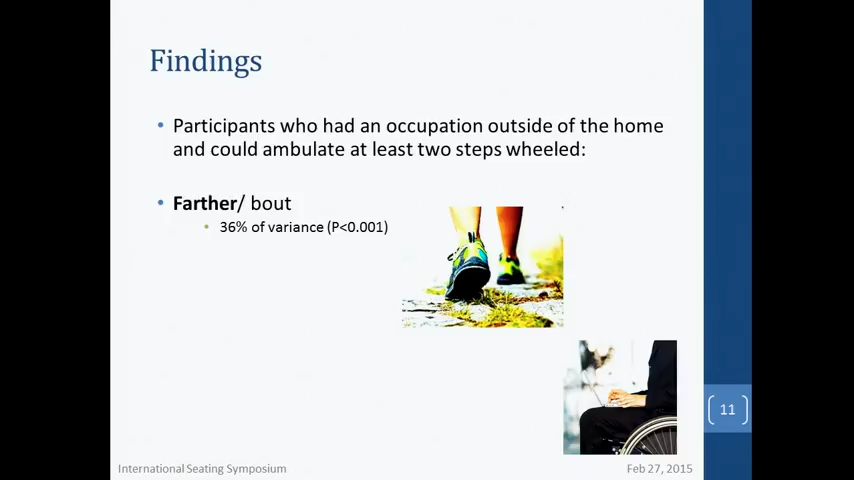 Findings
• Participants who had an occupation outside of the home
and could ambulate at least two steps wheeled:
• Farther/ bout
• 36% of variance (P<0.001)
11
International Seating Symposium
Feb 27, 2015